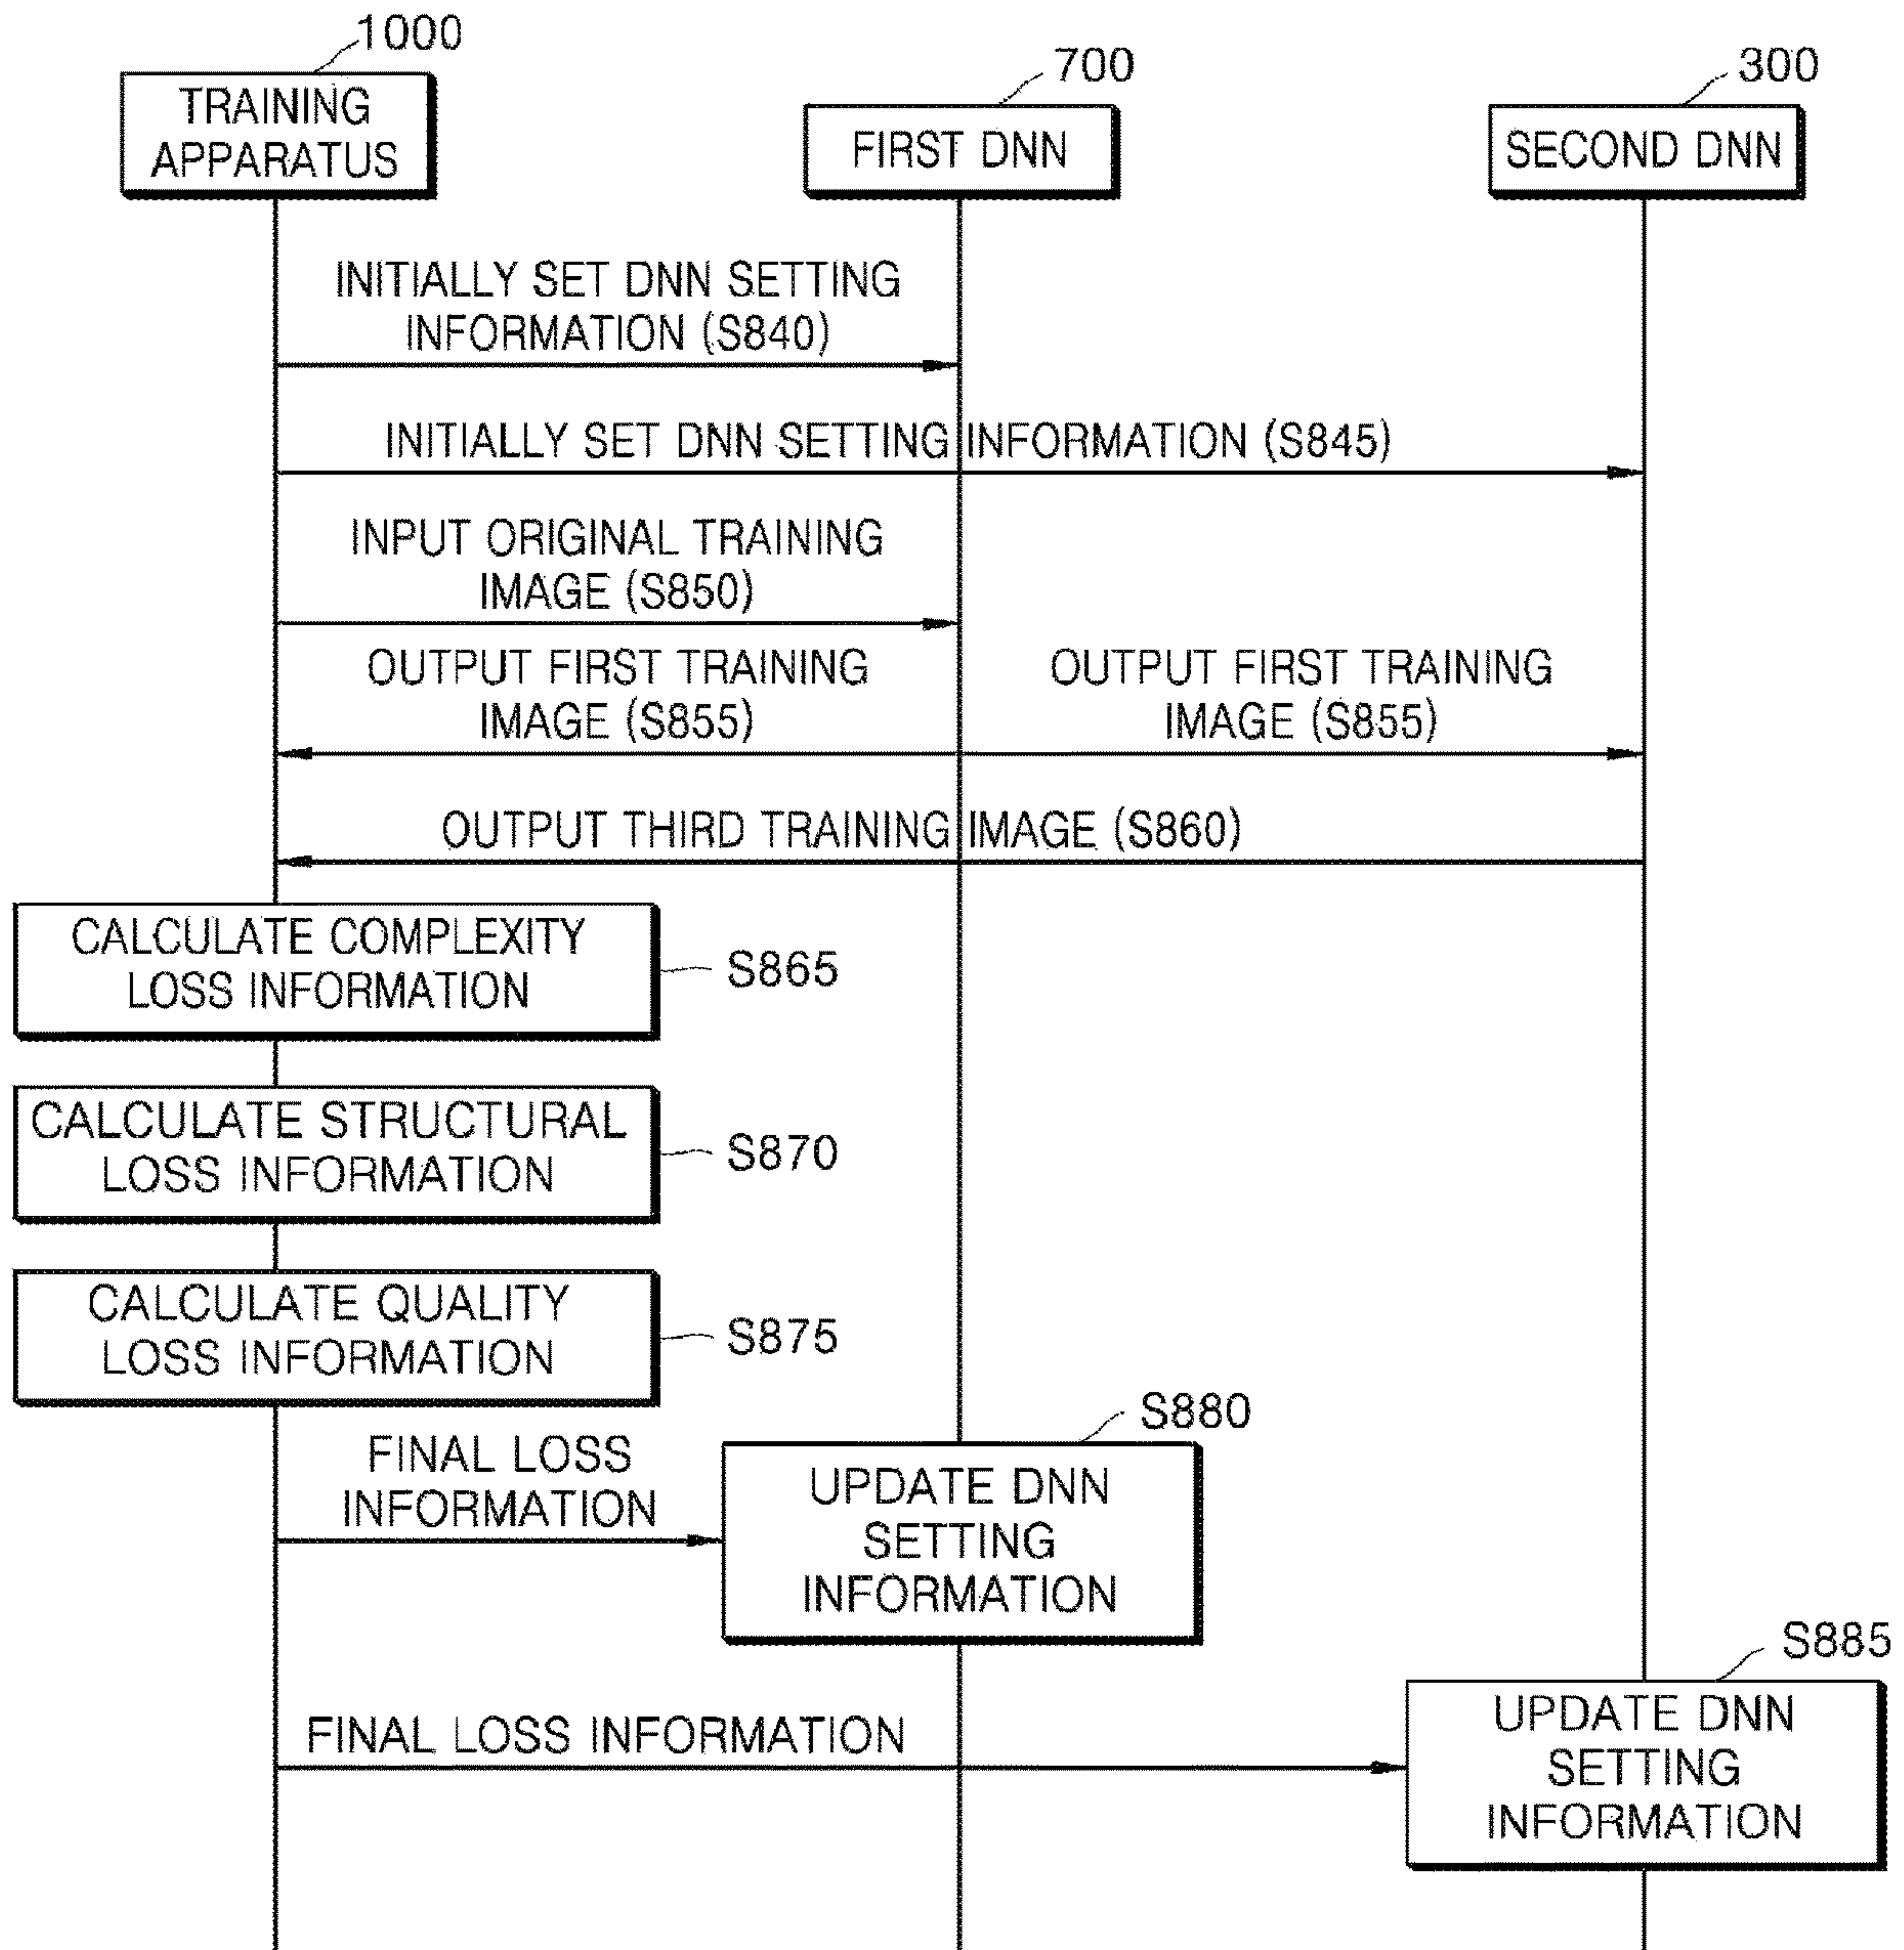 1000
700
300
TRAINING
APPARATUS
FIRST DNN
SECOND DNN
INITIALLY SET DNN SETTING
INFORMATION (S840)
INITIALLY SET DNN SETTING INFORMATION (S845)
INPUT ORIGINAL TRAINING
IMAGE (S850)
OUTPUT FIRST TRAINING
IMAGE (S855)
OUTPUT FIRST TRAINING
IMAGE (S855)
OUTPUT THIRD TRAINING IMAGE (S860)
CALCULATE COMPLEXITY
LOSS INFORMATION
S865
CALCULATE STRUCTURAL
LOSS INFORMATION
S870
CALCULATE QUALITY
LOSS INFORMATION
S875
FINAL LOSS
INFORMATION
S880
UPDATE DNN
SETTING
INFORMATION
FINAL LOSS INFORMATION
S885
UPDATE DNN
SETTING
INFORMATION